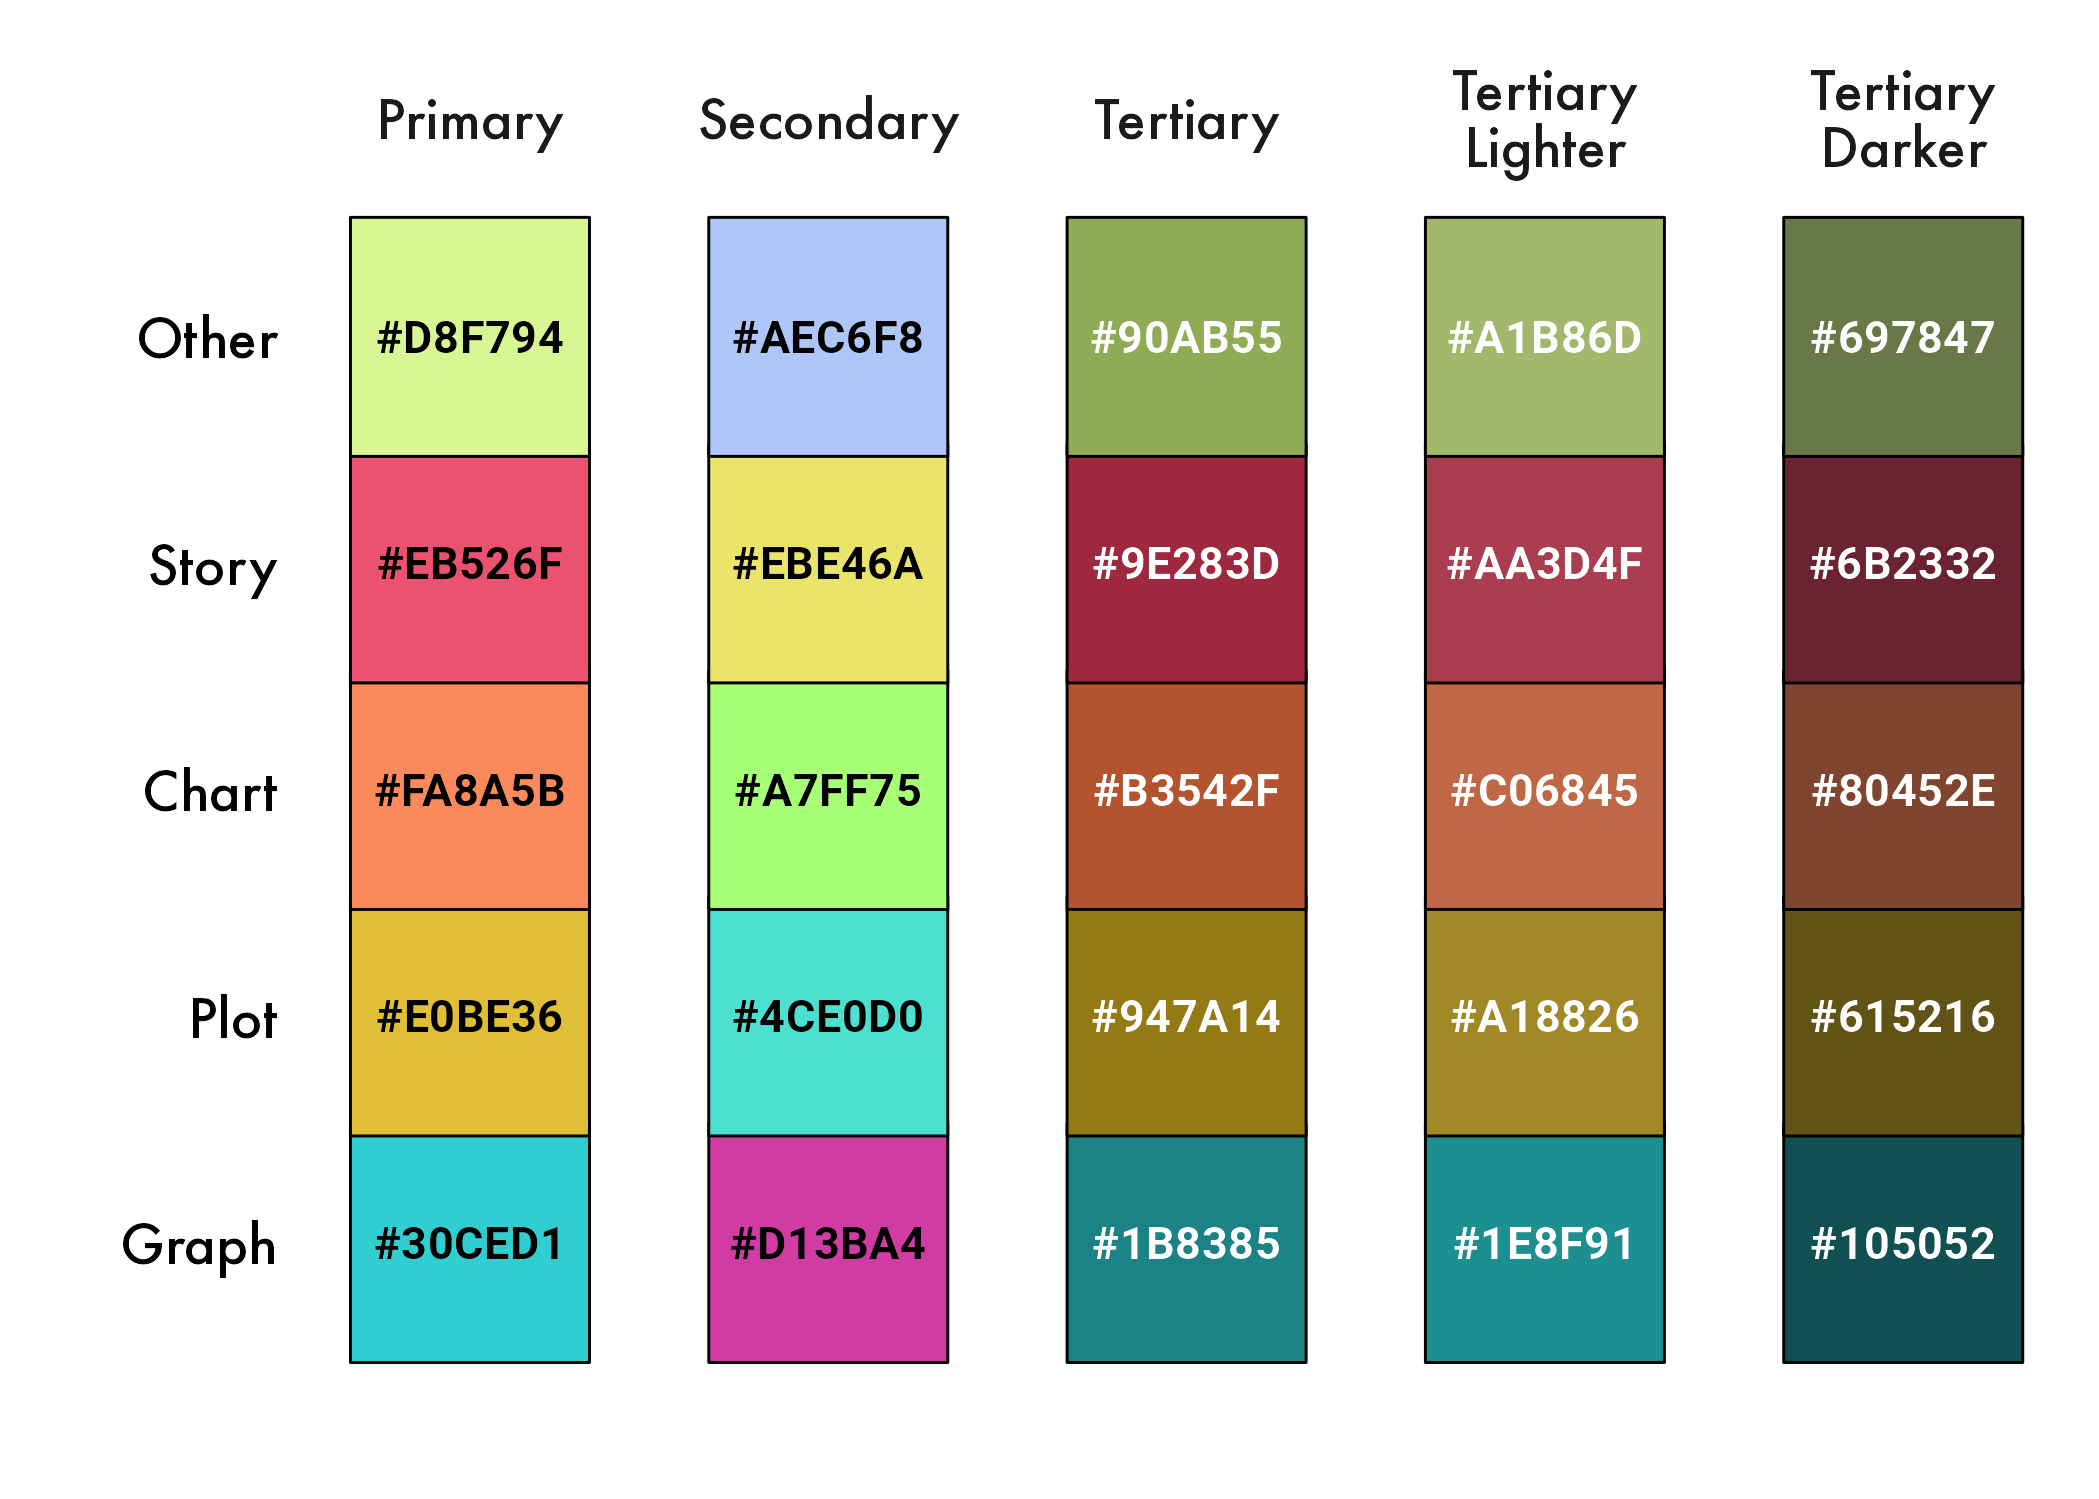 Primary Secondary Tertiary Tertiary Lighter Tertiary Darker
Other #D8F794 #AEC6F8 #90AB55 #A1B86D #697847
Story #EB526F #EBE46A #9E283D #AA3D4F #6B2332
Chart #FA8A5B #A7FF75 #B3542F #C06845 #80452E
Plot #E0BE36 #4CE0D0 #947A14 #A18826 #615216
Graph #30CED1 #D13BA4 #1B8385 #1E8F91 #105052